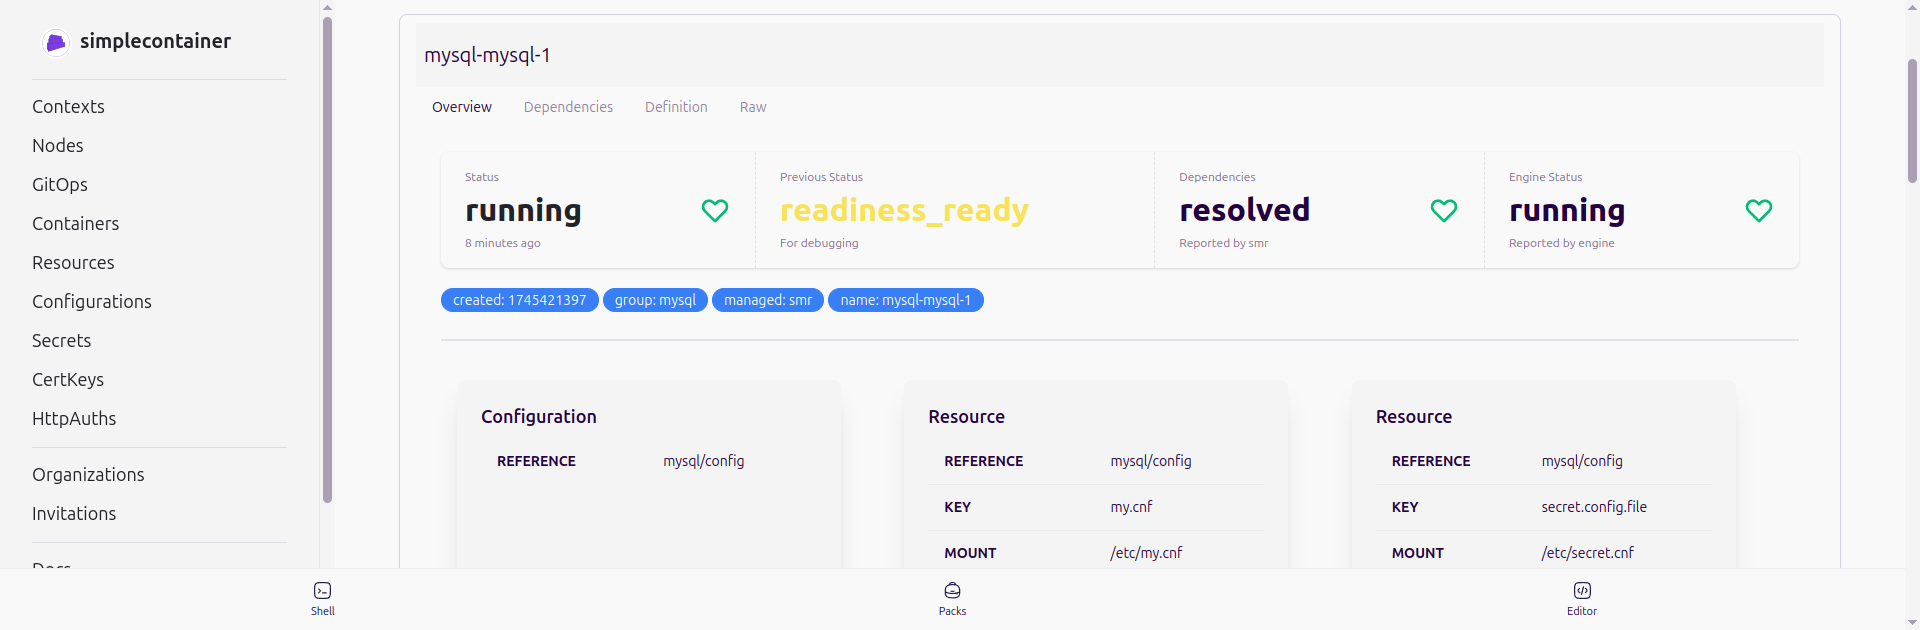 simplecontainer
Contexts
Nodes
GitOps
Containers
Resources
Configurations
Secrets
CertKeys
HttpAuths
Organizations
Invitations
Docs
mysql-mysql-1
Overview Dependencies Definition Raw
Status
running
8 minutes ago
Previous Status
readiness_ready
For debugging
Dependencies
resolved
Reported by smr
Engine Status
running
Reported by engine
created: 1745421397 group: mysql managed: smr name: mysql-mysql-1
Configuration
REFERENCE mysql/config
Resource
REFERENCE mysql/config
KEY my.cnf
MOUNT /etc/my.cnf
Resource
REFERENCE mysql/config
KEY secret.config.file
MOUNT /etc/secret.cnf
Shell
Packs
Editor